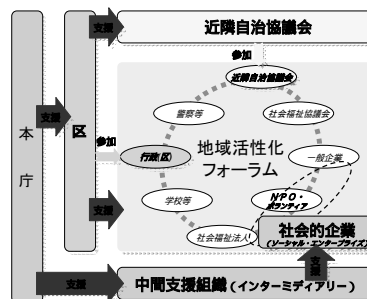 支援
近隣自治協議会
参加
支援
近隣自治協議会
警察等
社会福祉協議会
区
参加
本庁
行政(区)
地域活性化
フォーラム
一般企業
学校等
NPO・
ボランティア
支援
社会福祉法人
社会的企業
(ソーシャル・エンタープライズ)
支援
支援
中間支援組織(インターミディアリー)